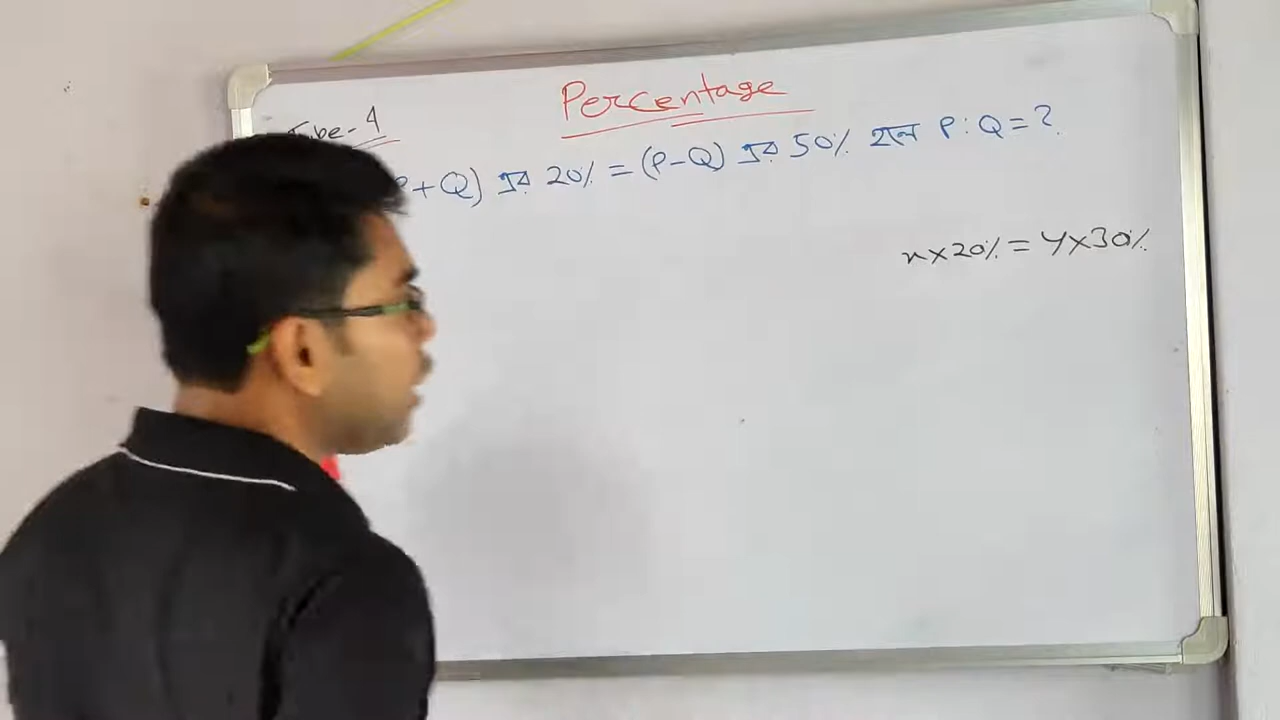 Percentage
Type-4
P+Q) এর 20% = (P-Q) এর 50% হলে P:Q=?
x×20% = y×30%